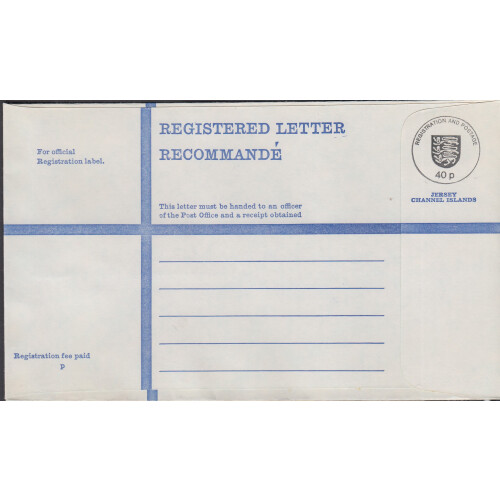 REGISTERED LETTER
RECOMMANDÉ
For official
Registration label.
REGISTRATION AND POSTAGE
40 p
JERSEY
CHANNEL ISLANDS
This letter must be handed to an officer
of the Post Office and a receipt obtained
Registration fee paid
p